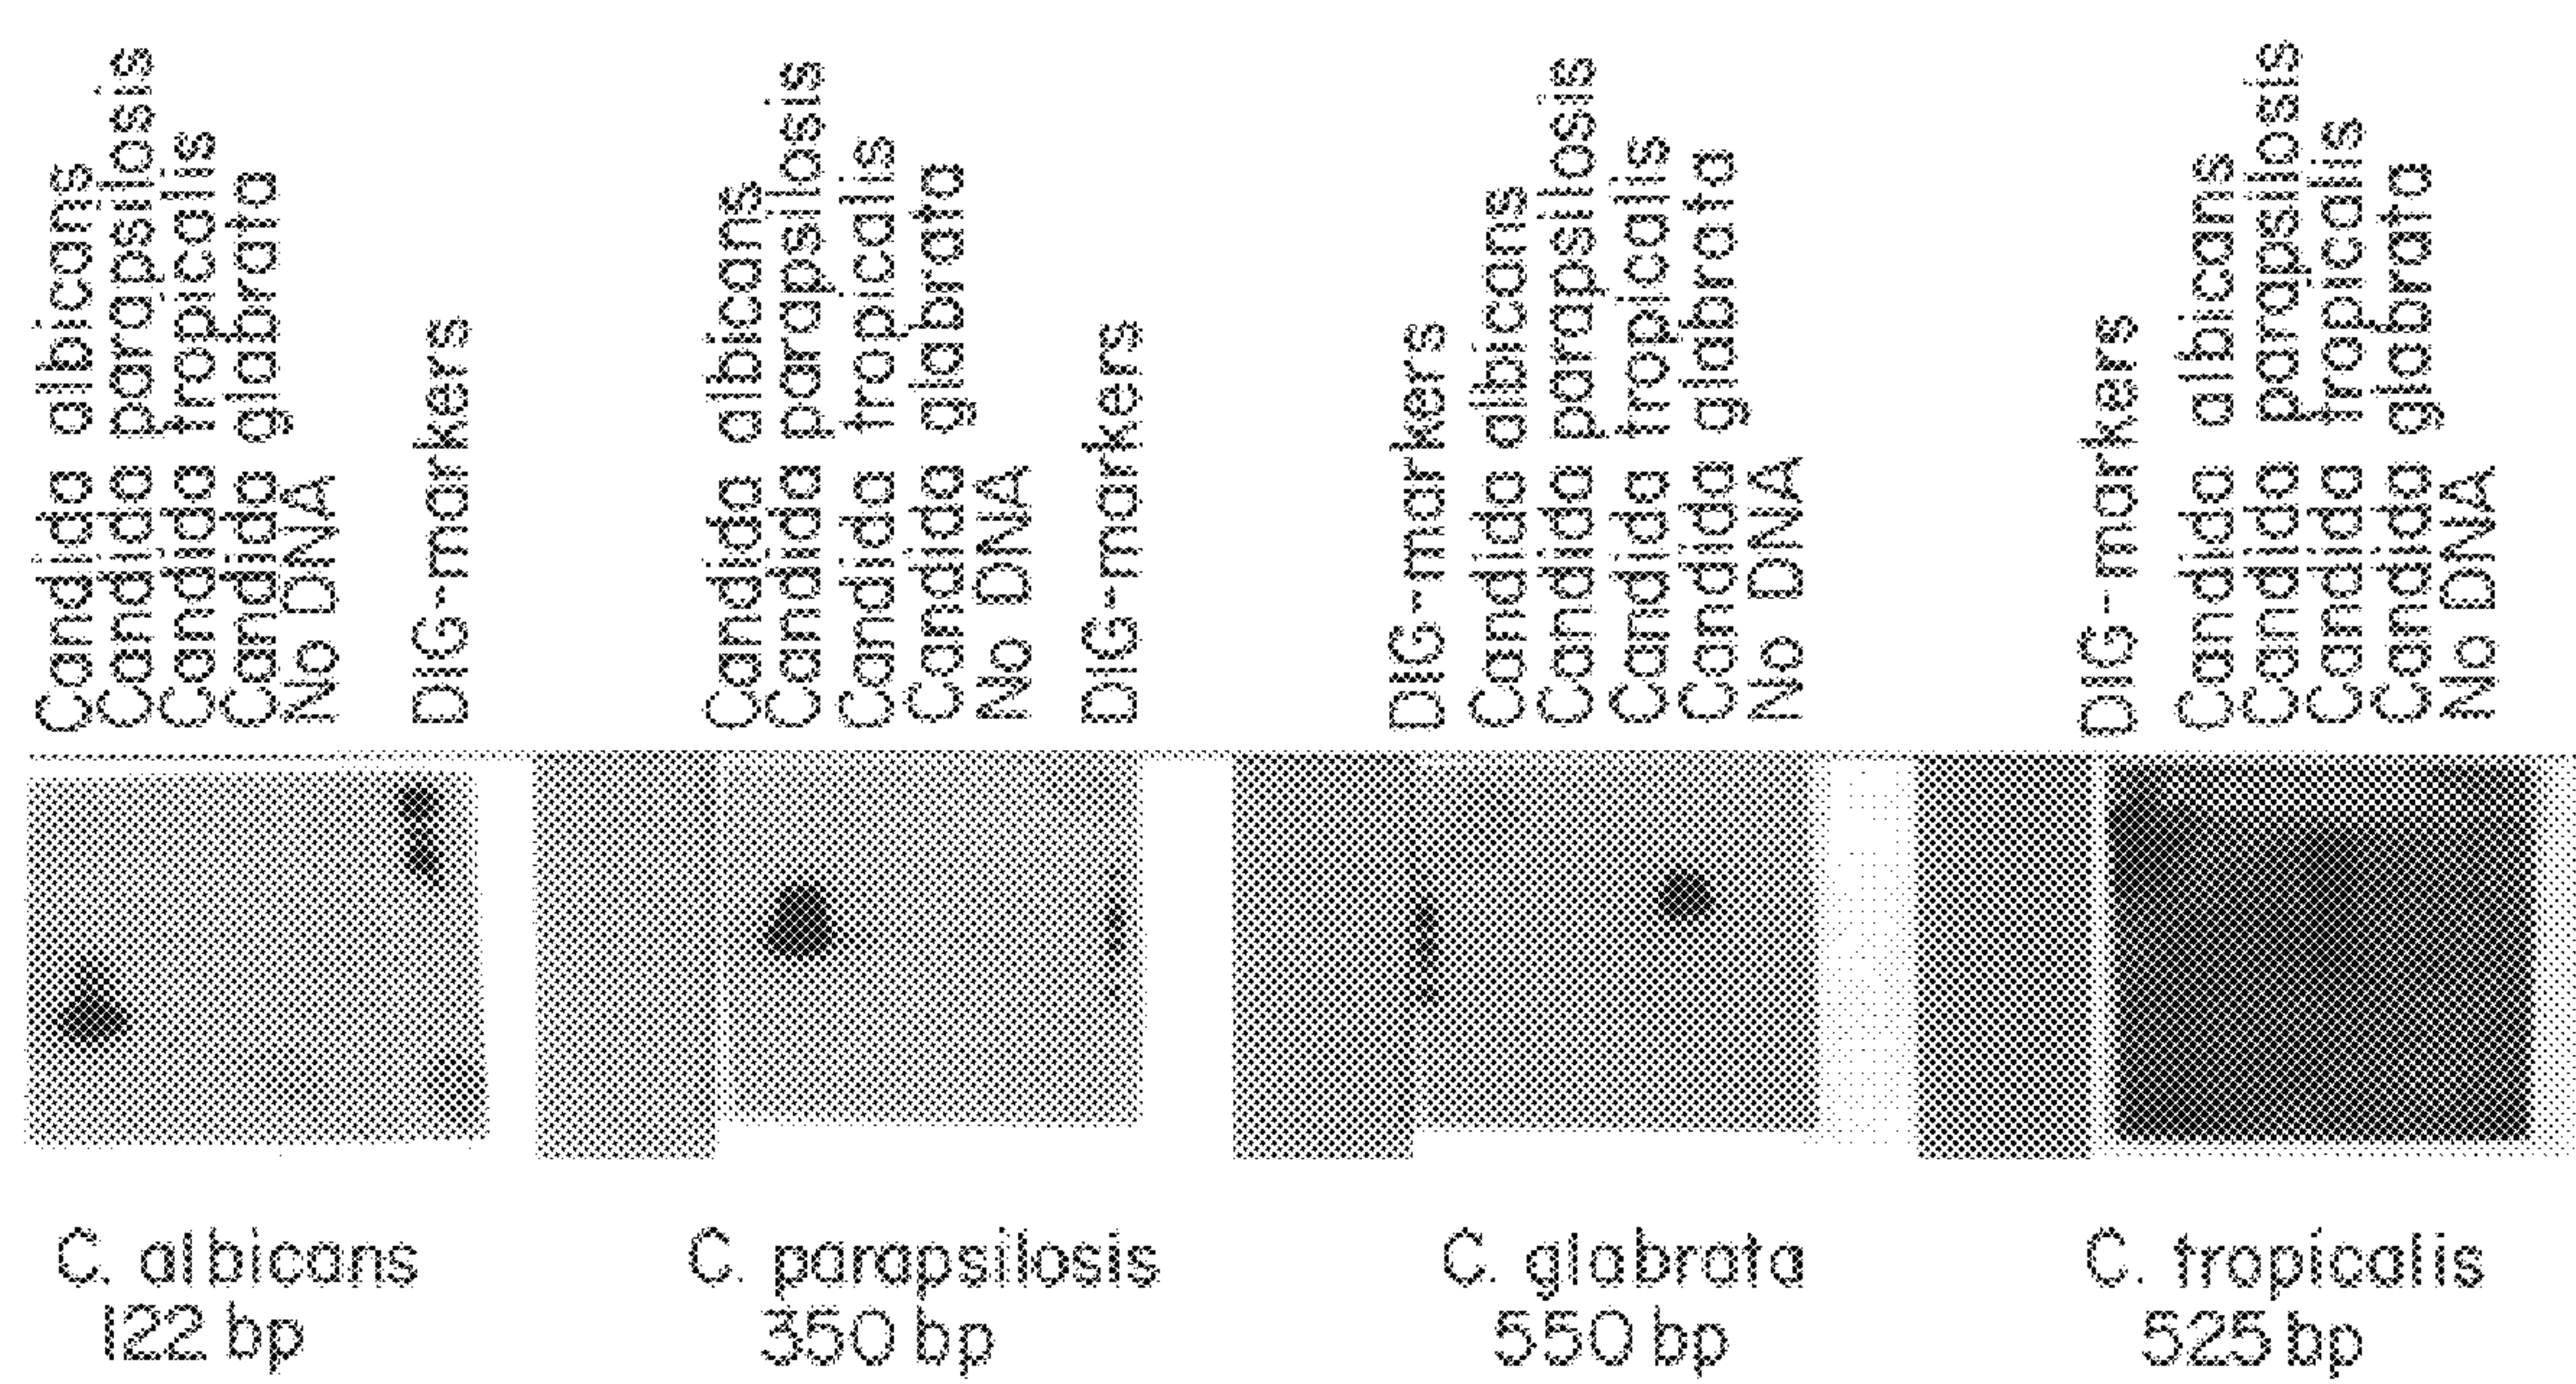 Candida albicans
Candida parapsilosis
Candida tropicalis
Candida glabrata
No DNA
DIG-markers
Candida albicans
Candida parapsilosis
Candida tropicalis
Candida glabrata
No DNA
DIG-markers
DIG-markers
Candida albicans
Candida parapsilosis
Candida tropicalis
Candida glabrata
No DNA
DIG-markers
Candida albicans
Candida parapsilosis
Candida tropicalis
Candida glabrata
No DNA
C. albicans
122 bp
C. parapsilosis
350 bp
C. glabrata
550 bp
C. tropicalis
525 bp